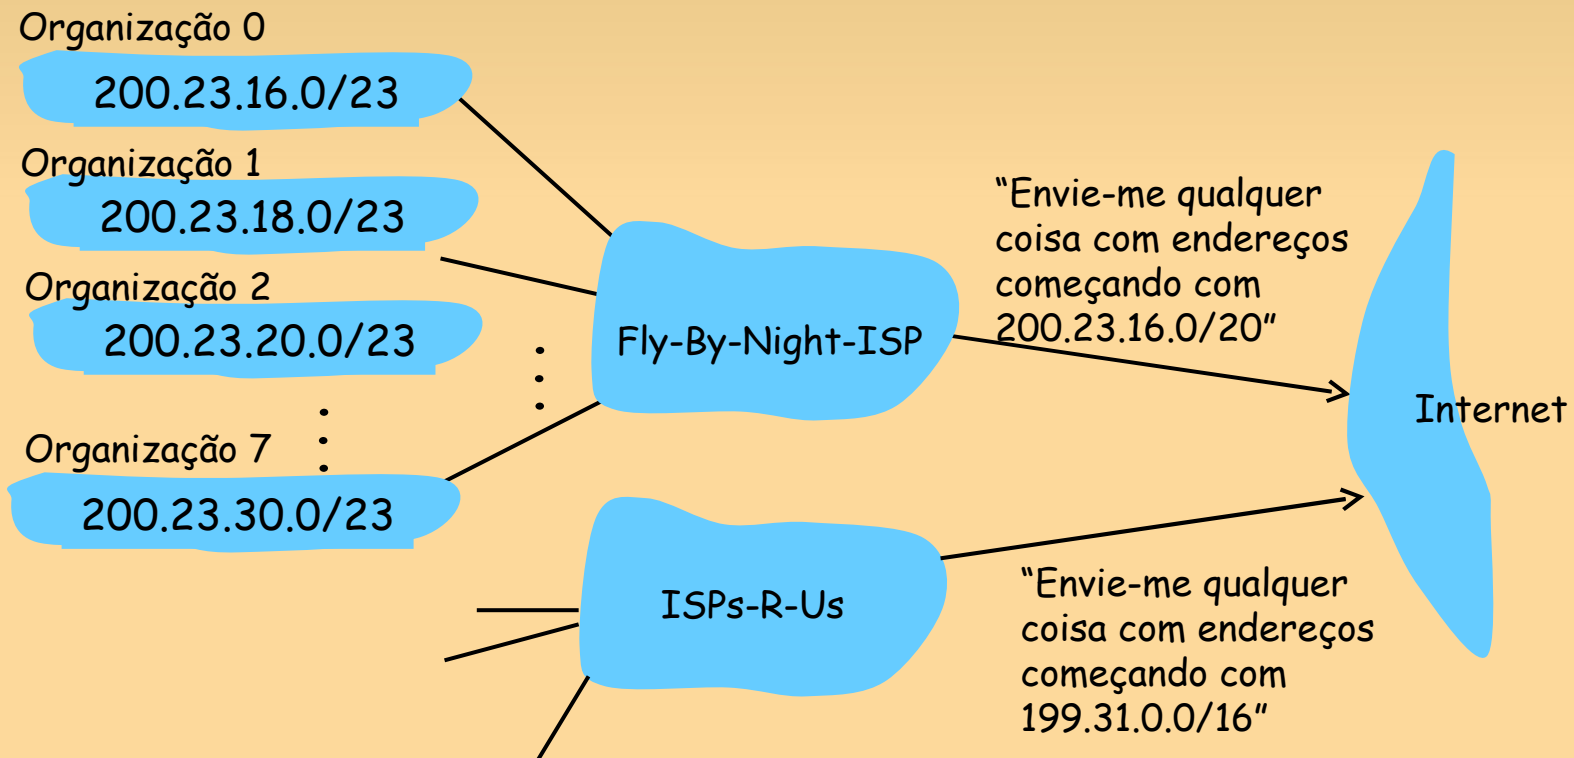 Organização 0
200.23.16.0/23
Organização 1
200.23.18.0/23
Organização 2
200.23.20.0/23
Organização 7
200.23.30.0/23
Fly-By-Night-ISP
ISPs-R-Us
“Envie-me qualquer
coisa com endereços
começando com
200.23.16.0/20”
“Envie-me qualquer
coisa com endereços
começando com
199.31.0.0/16”
Internet